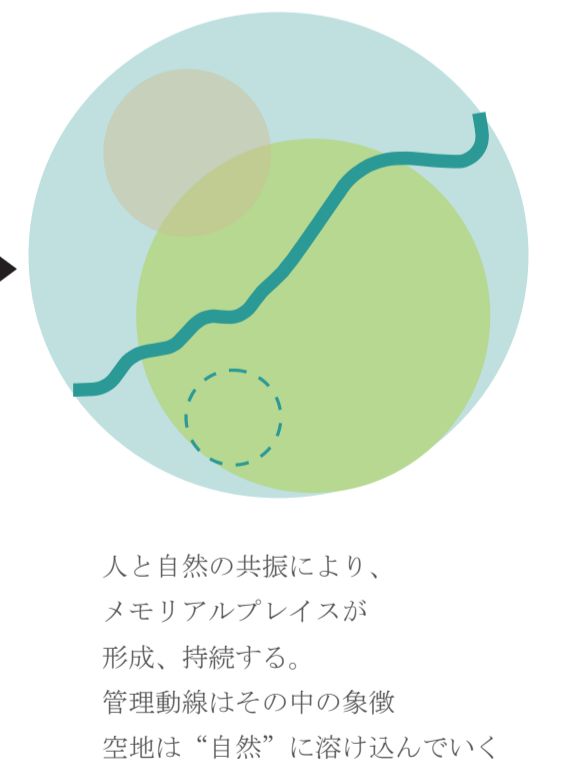 人と自然の共振により、
メモリアルプレイスが
形成、持続する。
管理動線はその中の象徴
空地は“自然”に溶け込んでいく